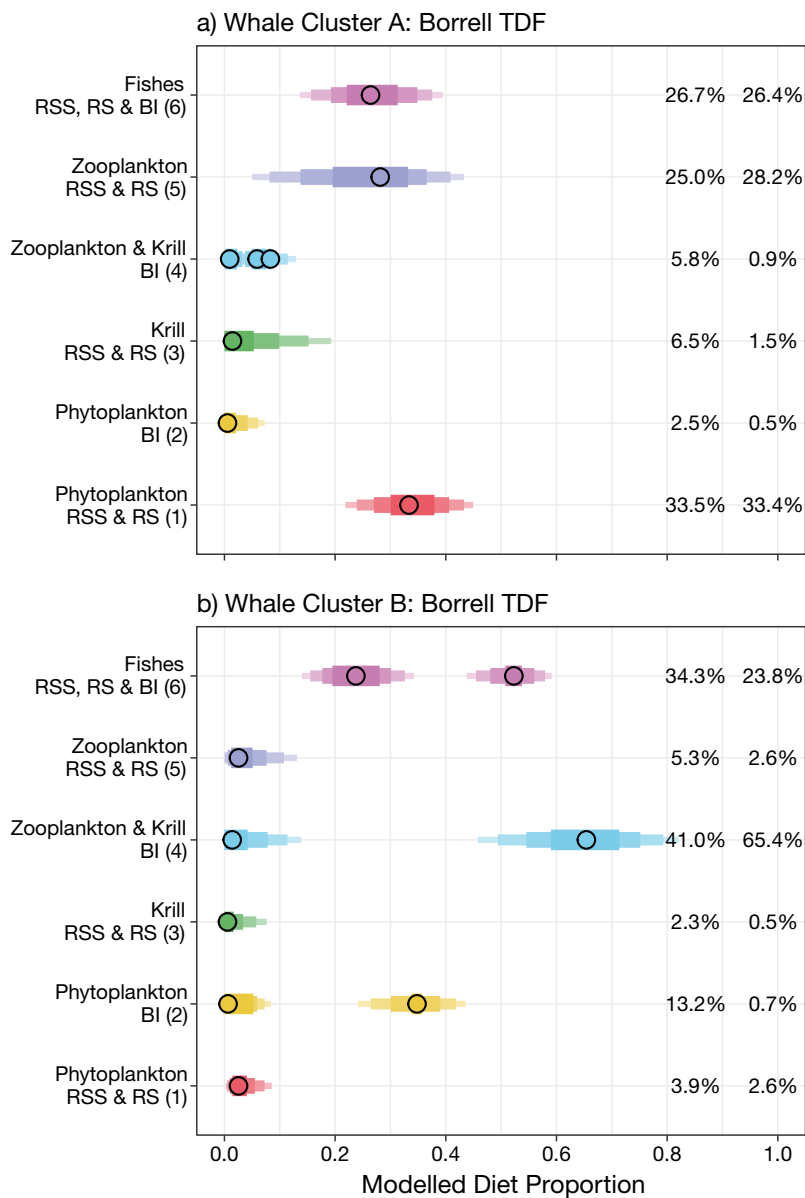 a) Whale Cluster A: Borrell TDF
Fishes
RSS, RS & BI (6)
26.7% 26.4%
Zooplankton
RSS & RS (5)
25.0% 28.2%
Zooplankton & Krill
BI (4)
5.8% 0.9%
Krill
RSS & RS (3)
6.5% 1.5%
Phytoplankton
BI (2)
2.5% 0.5%
Phytoplankton
RSS & RS (1)
33.5% 33.4%
b) Whale Cluster B: Borrell TDF
Fishes
RSS, RS & BI (6)
34.3% 23.8%
Zooplankton
RSS & RS (5)
5.3% 2.6%
Zooplankton & Krill
BI (4)
41.0% 65.4%
Krill
RSS & RS (3)
2.3% 0.5%
Phytoplankton
BI (2)
13.2% 0.7%
Phytoplankton
RSS & RS (1)
3.9% 2.6%
0.0 0.2 0.4 0.6 0.8 1.0
Modelled Diet Proportion